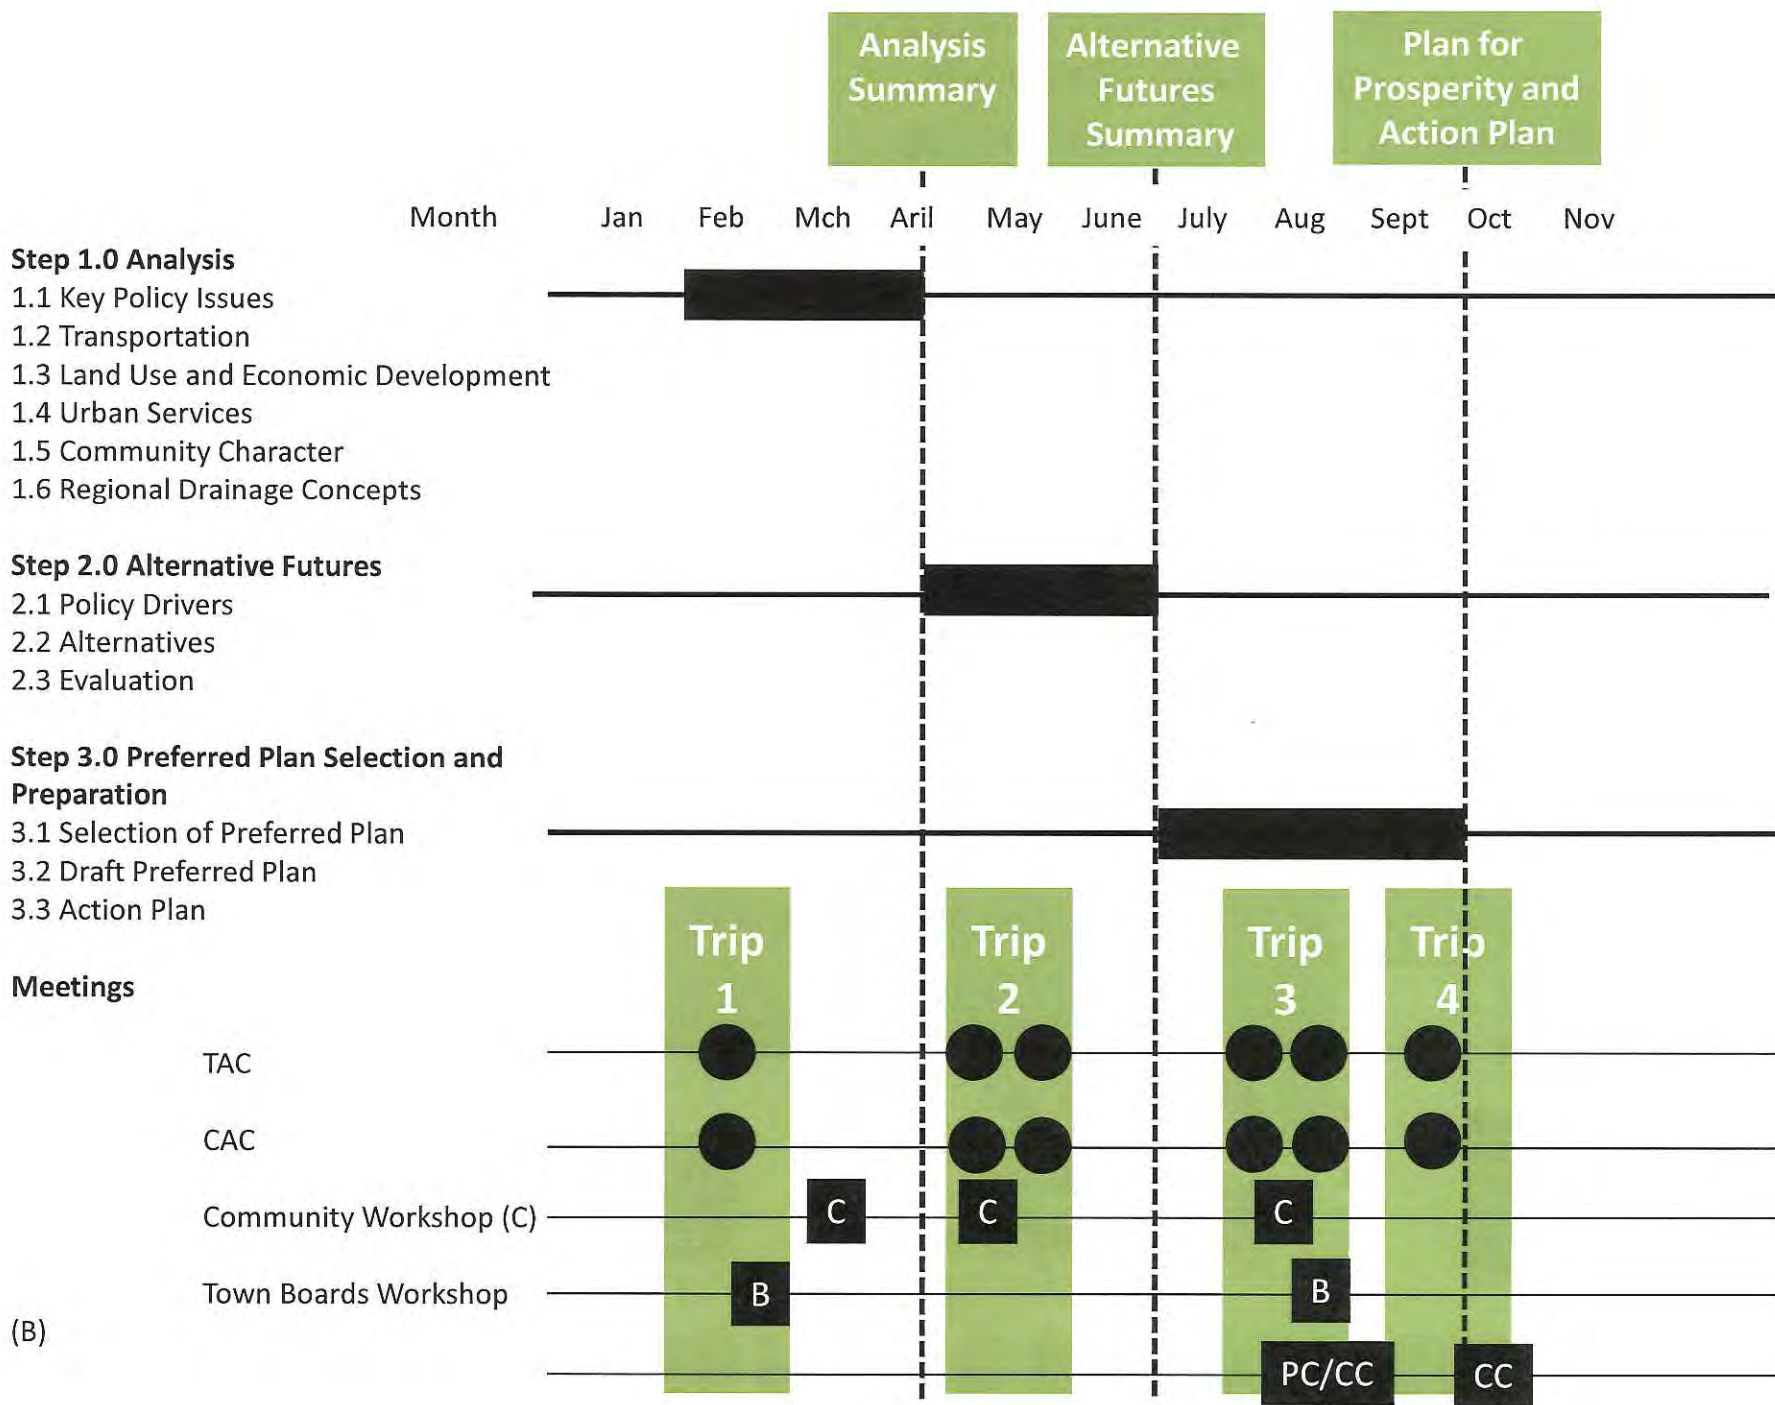 Analysis
Summary
Alternative
Futures
Summary
Plan for
Prosperity and
Action Plan
Month Jan Feb Mch Aril May June July Aug Sept Oct Nov
Step 1.0 Analysis
1.1 Key Policy Issues
1.2 Transportation
1.3 Land Use and Economic Development
1.4 Urban Services
1.5 Community Character
1.6 Regional Drainage Concepts
Step 2.0 Alternative Futures
2.1 Policy Drivers
2.2 Alternatives
2.3 Evaluation
Step 3.0 Preferred Plan Selection and
Preparation
3.1 Selection of Preferred Plan
3.2 Draft Preferred Plan
3.3 Action Plan
Trip
1
Trip
2
Trip
3
Trip
4
Meetings
TAC
CAC
Community Workshop (C) C C C
Town Boards Workshop B B
(B)
PC/CC CC